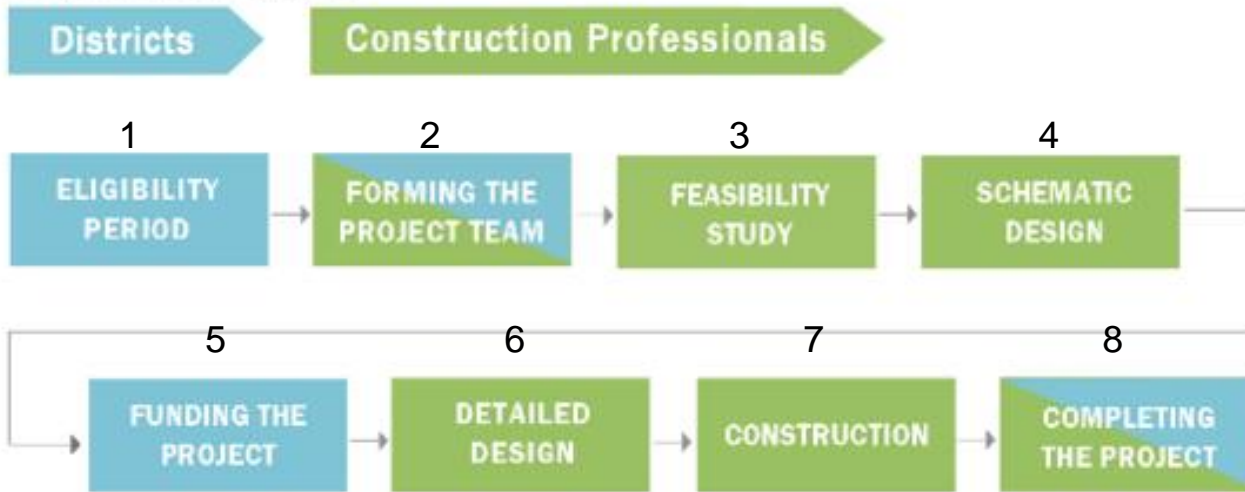 Districts
Construction Professionals
1
2
3
4
ELIGIBILITY
PERIOD
FORMING THE
PROJECT TEAM
FEASIBILITY
STUDY
SCHEMATIC
DESIGN
5
6
7
8
FUNDING THE
PROJECT
DETAILED
DESIGN
CONSTRUCTION
COMPLETING
THE PROJECT